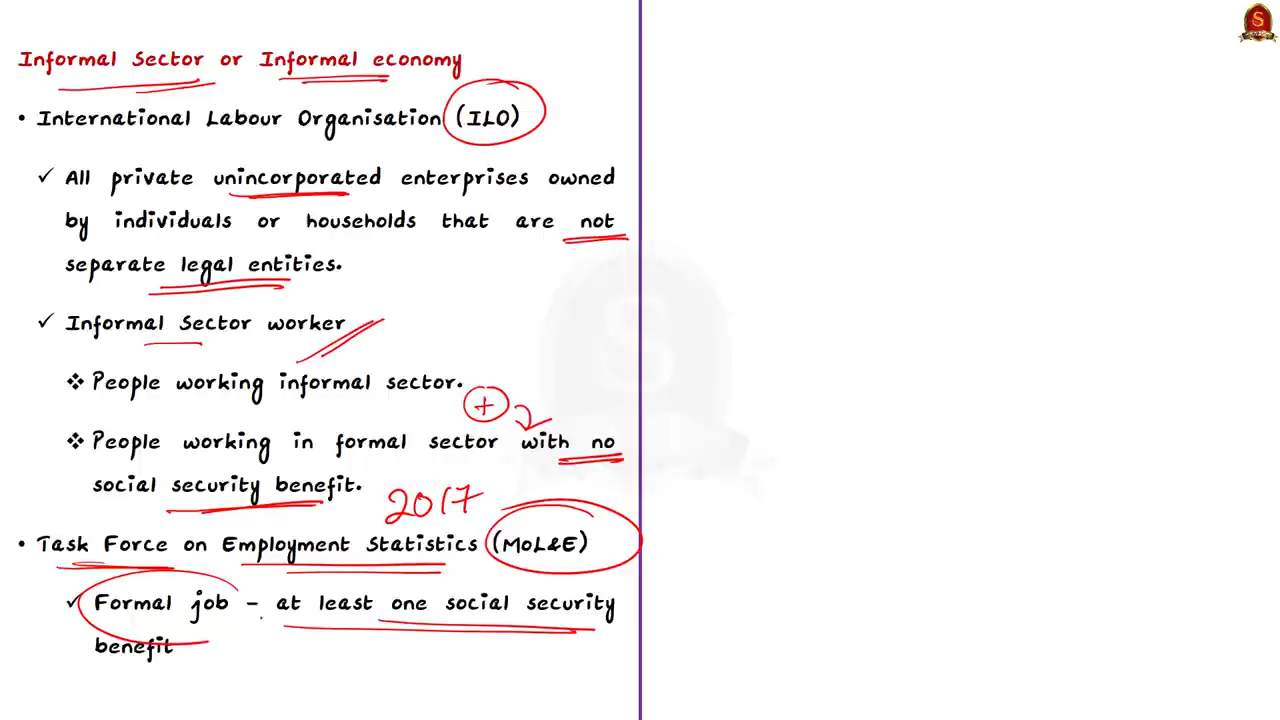 Informal Sector or Informal economy
• International Labour Organisation (ILO)
✓ All private unincorporated enterprises owned
by individuals or households that are not
separate legal entities.
✓ Informal Sector worker
❖ People working informal sector.
+
❖ People working in formal sector with no
social security benefit.
2017
• Task Force on Employment Statistics (MoL&E)
✓ Formal job – at least one social security
benefit
S